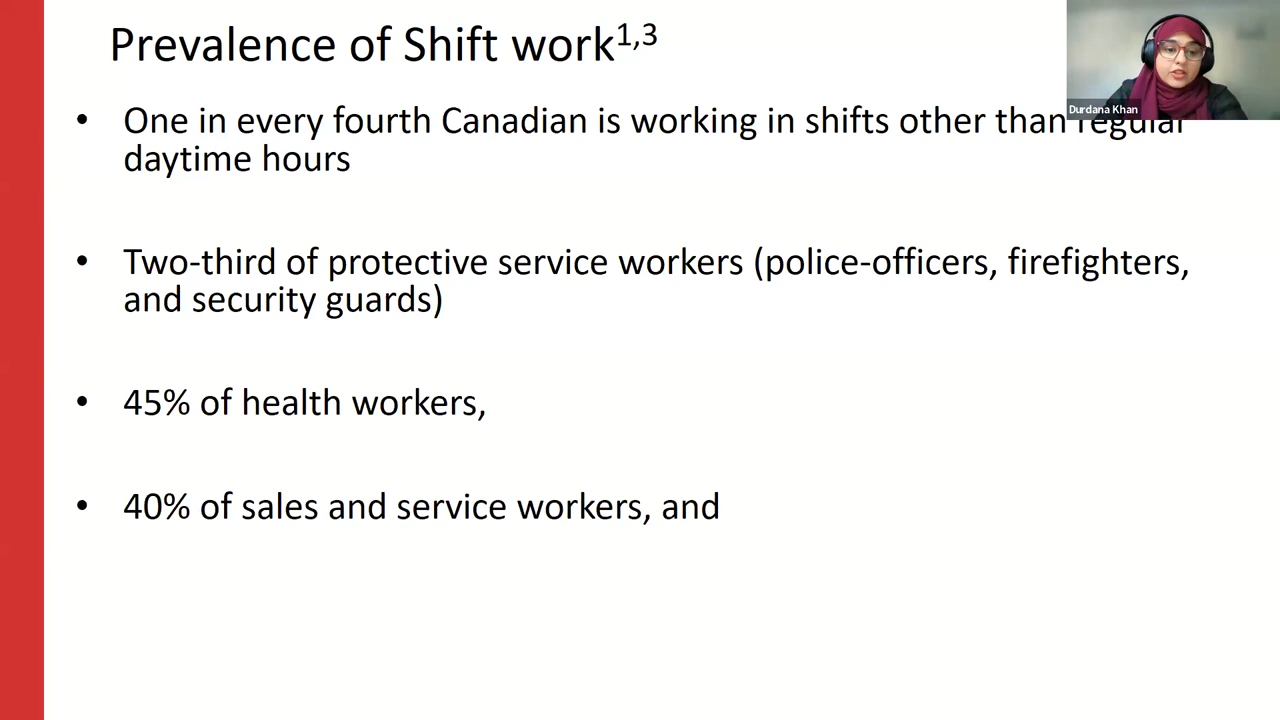 Prevalence of Shift work1,3
Durdana Khan
• One in every fourth Canadian is working in shifts other than regular
daytime hours
• Two-third of protective service workers (police-officers, firefighters,
and security guards)
• 45% of health workers,
• 40% of sales and service workers, and